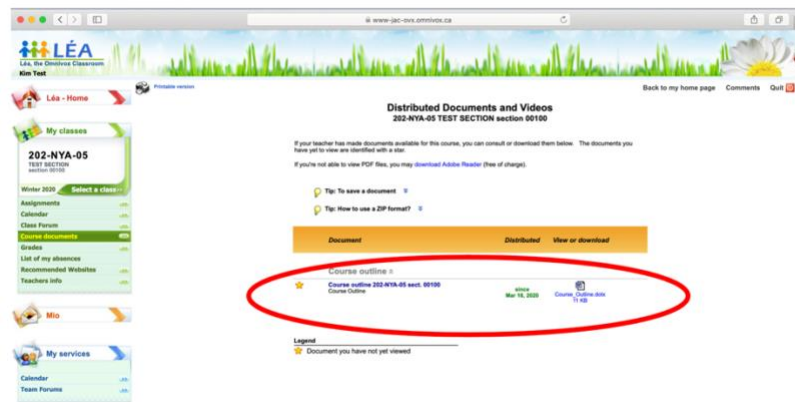 www-jac-ovx.omnivox.ca
LÉA
Léa, the Omnivox Classroom
Kim Test
Printable version
Back to my home page Comments Quit
Léa - Home
My classes
202-NYA-05
TEST SECTION
section 00100
Winter 2020 Select a class
Assignments
Calendar
Class Forum
Course documents
Grades
List of my absences
Recommended Websites
Teachers info
Mio
My services
Calendar
Team Forums
Distributed Documents and Videos
202-NYA-05 TEST SECTION section 00100
If your teacher has made documents available for this course, you can consult or download them below. The documents you
have yet to view are identified with a star.
If you're not able to view PDF files, you may download Adobe Reader (free of charge).
Tip: To save a document
Tip: How to use a ZIP format?
Document Distributed View or download
Course outline
Course outline 202-NYA-05 sect. 00100
Course Outline
since
Mar 16, 2020
Course_Outline.dotx
11 KB
Legend
Document you have not yet viewed